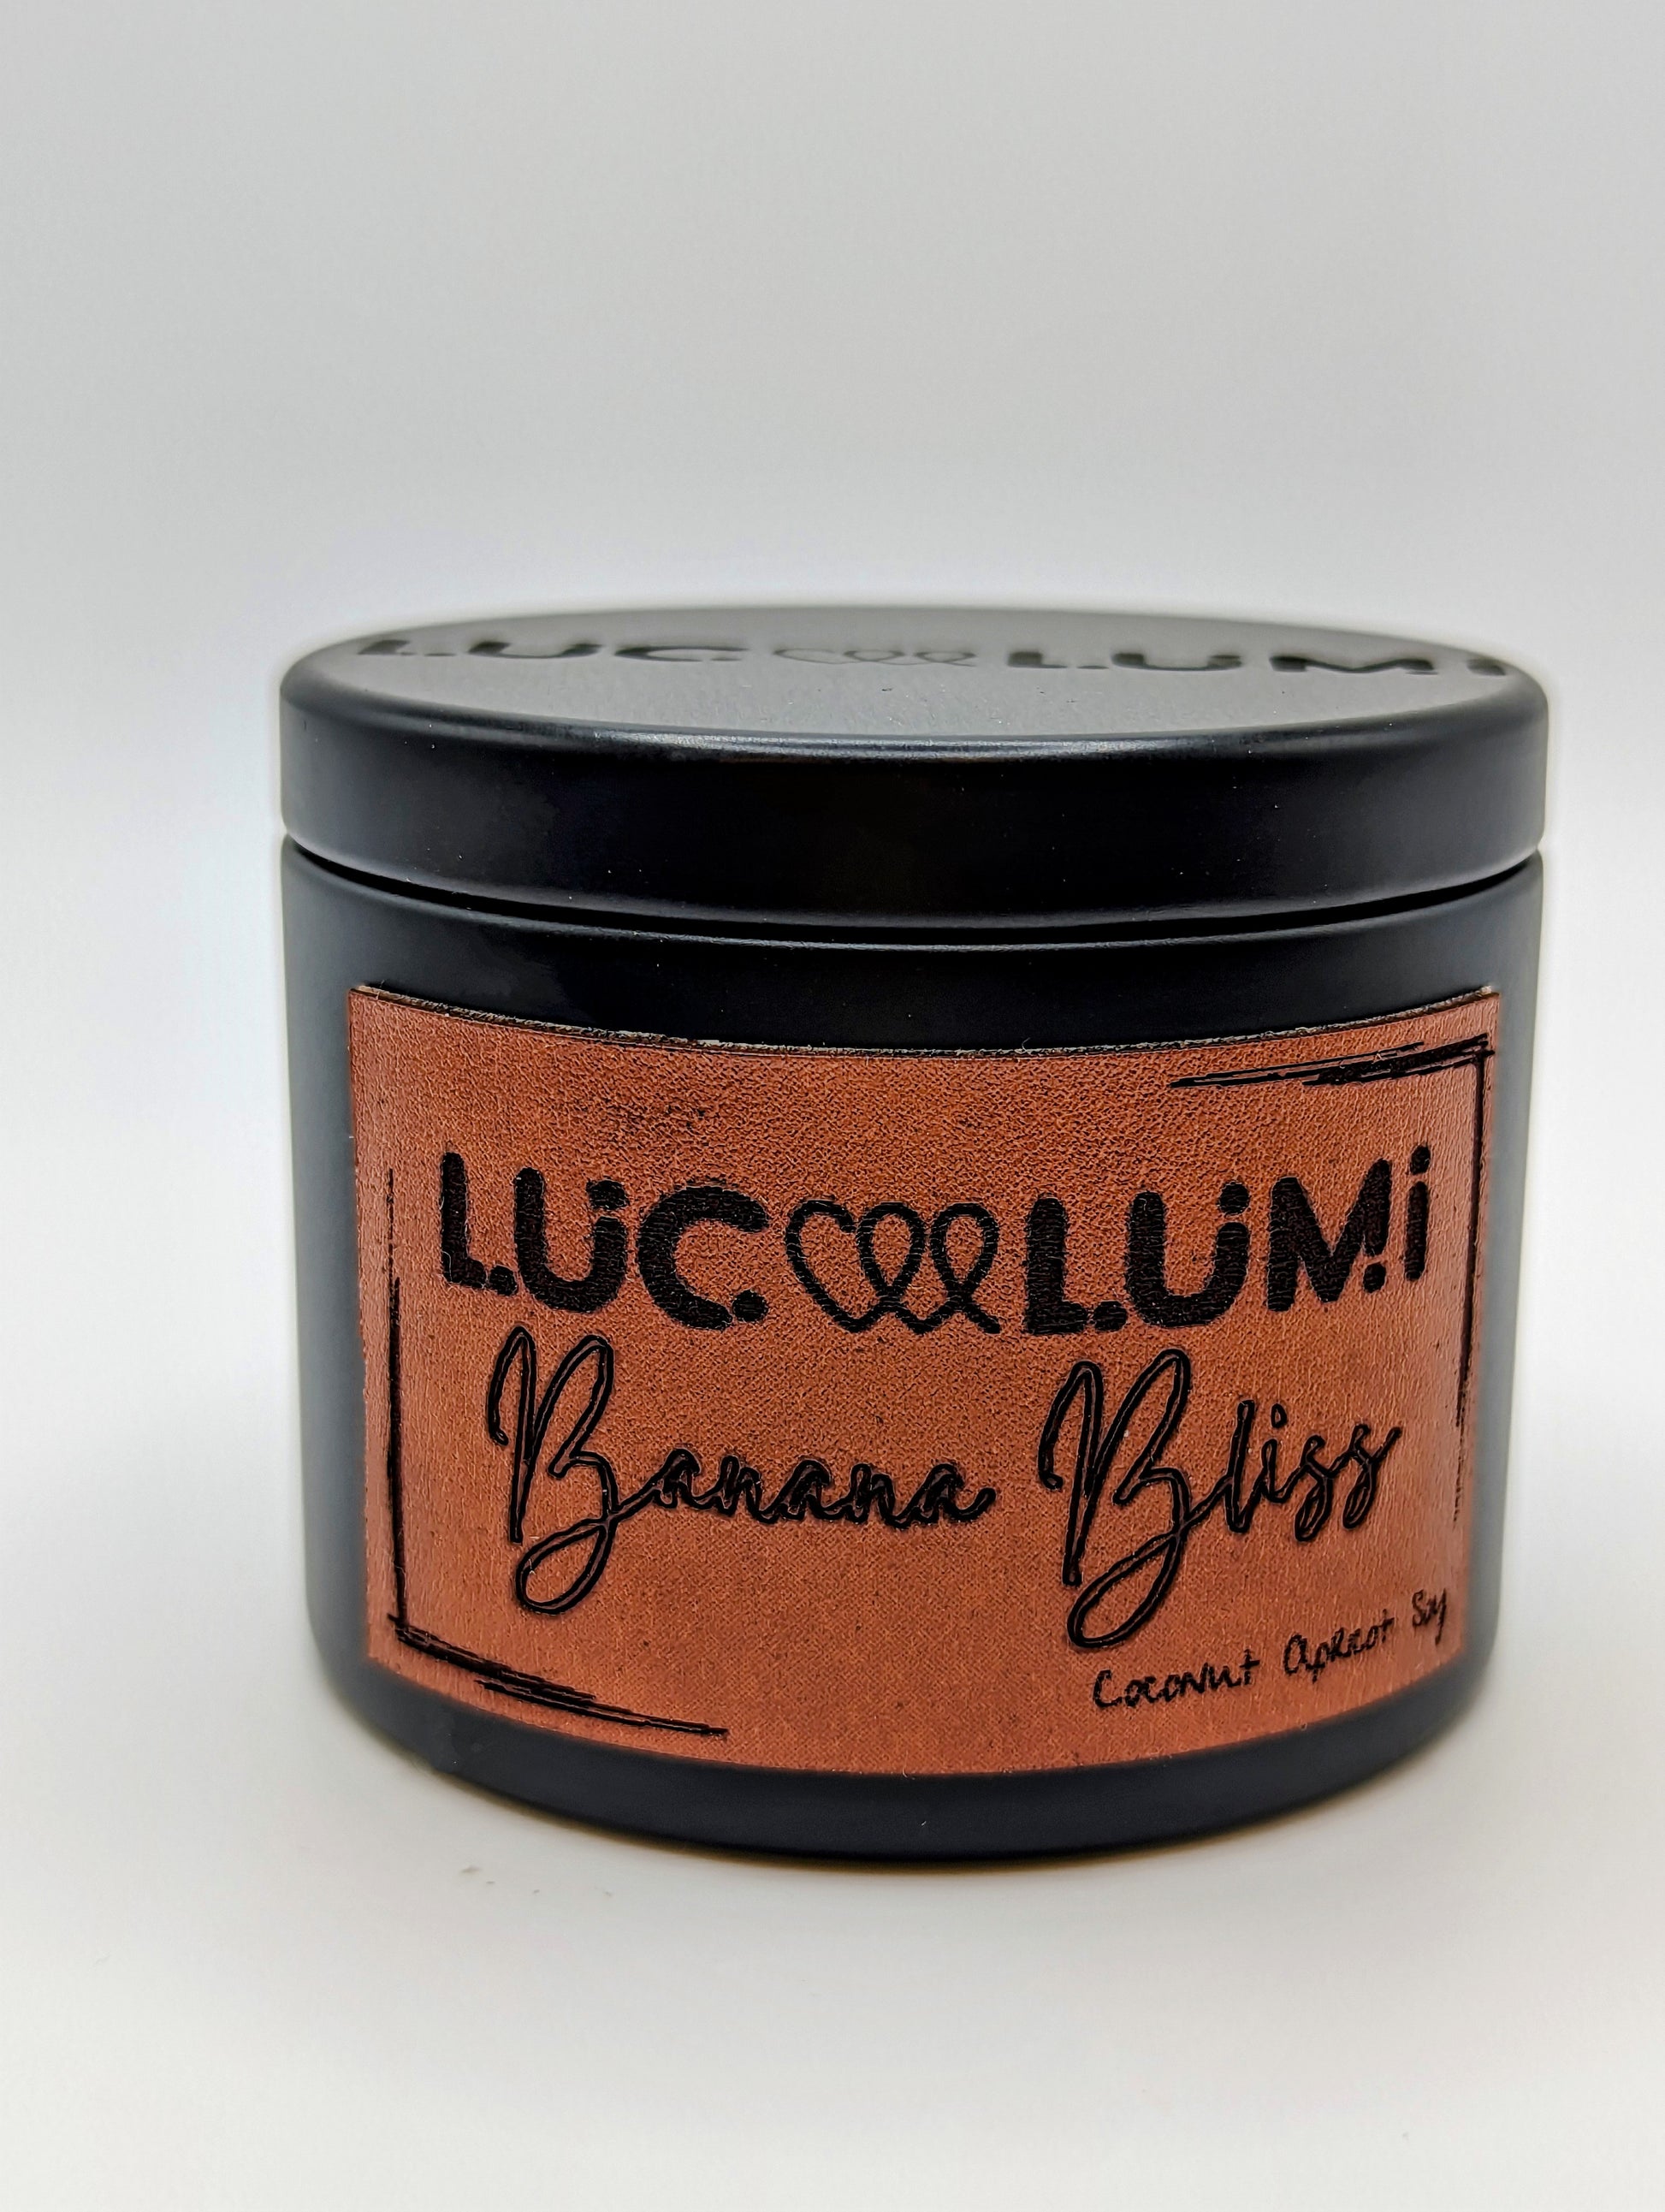 LUC LUMi
LUC LUMi
Banana Bliss
Coconut Apricot Soy